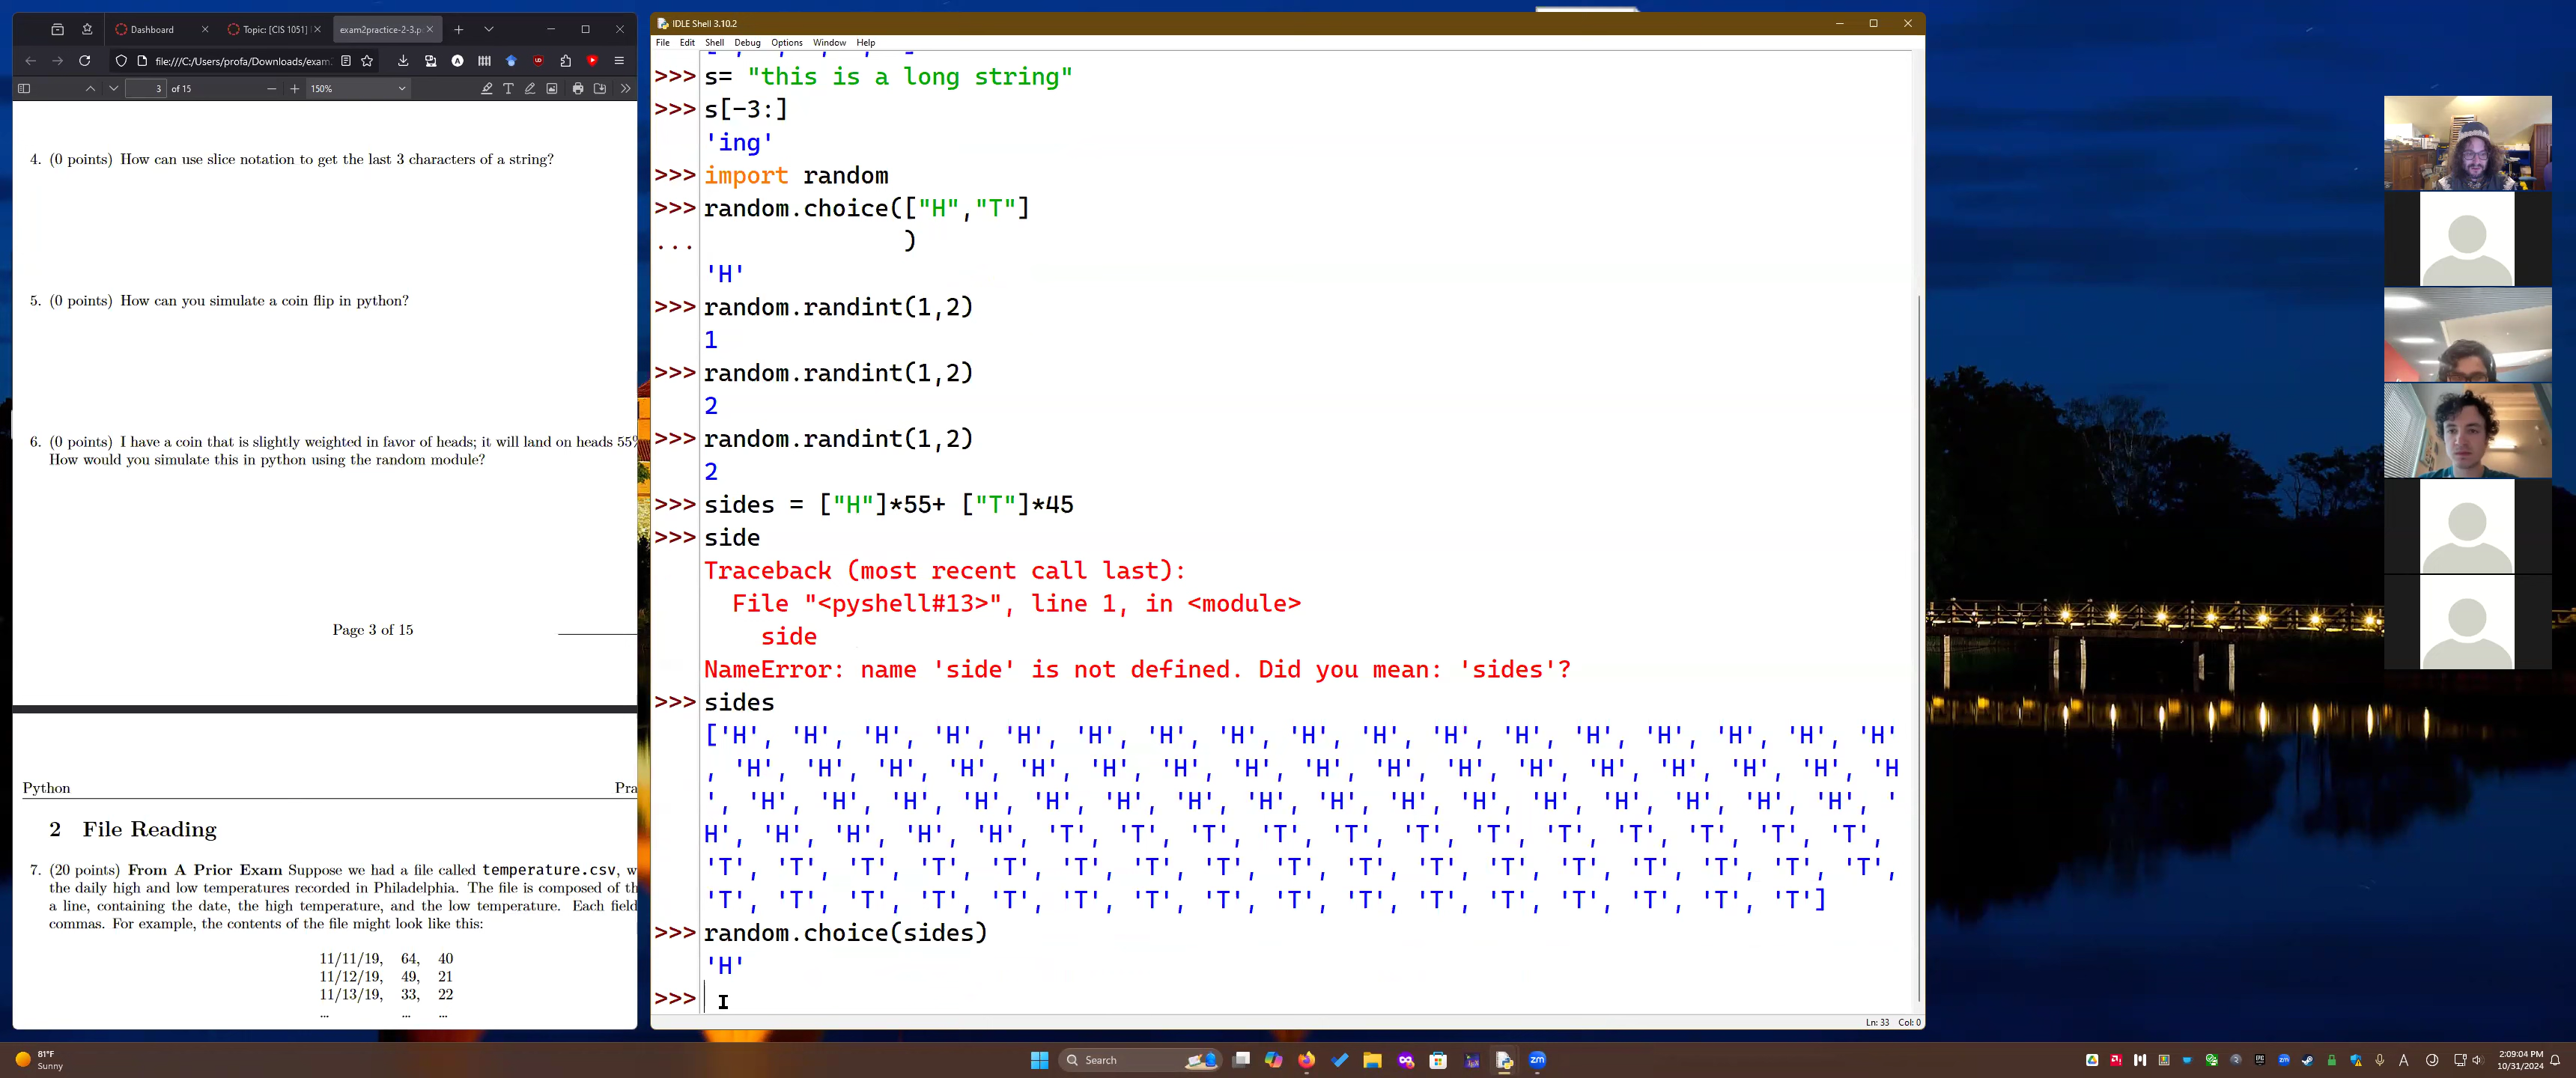 Dashboard
Topic: [CIS 1051]
exam2practice-2-3.p
file:///C:/Users/profa/Downloads/exam
3 of 15
150%
4. (0 points) How can use slice notation to get the last 3 characters of a string?
5. (0 points) How can you simulate a coin flip in python?
6. (0 points) I have a coin that is slightly weighted in favor of heads; it will land on heads 55%
How would you simulate this in python using the random module?
Page 3 of 15
Python
Pra
2 File Reading
7. (20 points) From A Prior Exam Suppose we had a file called temperature.csv, w
the daily high and low temperatures recorded in Philadelphia. The file is composed of th
a line, containing the date, the high temperature, and the low temperature. Each field
commas. For example, the contents of the file might look like this:
11/11/19, 64, 40
11/12/19, 49, 21
11/13/19, 33, 22
... ... ...
IDLE Shell 3.10.2
File Edit Shell Debug Options Window Help
>>> s= "this is a long string"
>>> s[-3:]
'ing'
>>> import random
>>> random.choice(["H","T"]
... )
'H'
>>> random.randint(1,2)
1
>>> random.randint(1,2)
2
>>> random.randint(1,2)
2
>>> sides = ["H"]*55+ ["T"]*45
>>> side
Traceback (most recent call last):
File "<pyshell#13>", line 1, in <module>
side
NameError: name 'side' is not defined. Did you mean: 'sides'?
>>> sides
['H', 'H', 'H', 'H', 'H', 'H', 'H', 'H', 'H', 'H', 'H', 'H', 'H', 'H', 'H', 'H', 'H'
, 'H', 'H', 'H', 'H', 'H', 'H', 'H', 'H', 'H', 'H', 'H', 'H', 'H', 'H', 'H', 'H', 'H
', 'H', 'H', 'H', 'H', 'H', 'H', 'H', 'H', 'H', 'H', 'H', 'H', 'H', 'H', 'H', 'H', '
H', 'H', 'H', 'H', 'H', 'T', 'T', 'T', 'T', 'T', 'T', 'T', 'T', 'T', 'T', 'T', 'T',
'T', 'T', 'T', 'T', 'T', 'T', 'T', 'T', 'T', 'T', 'T', 'T', 'T', 'T', 'T', 'T', 'T',
'T', 'T', 'T', 'T', 'T', 'T', 'T', 'T', 'T', 'T', 'T', 'T', 'T', 'T', 'T', 'T']
>>> random.choice(sides)
'H'
>>>
Ln: 33 Col: 0
81°F
Sunny
Search
2:09:04 PM
10/31/2024